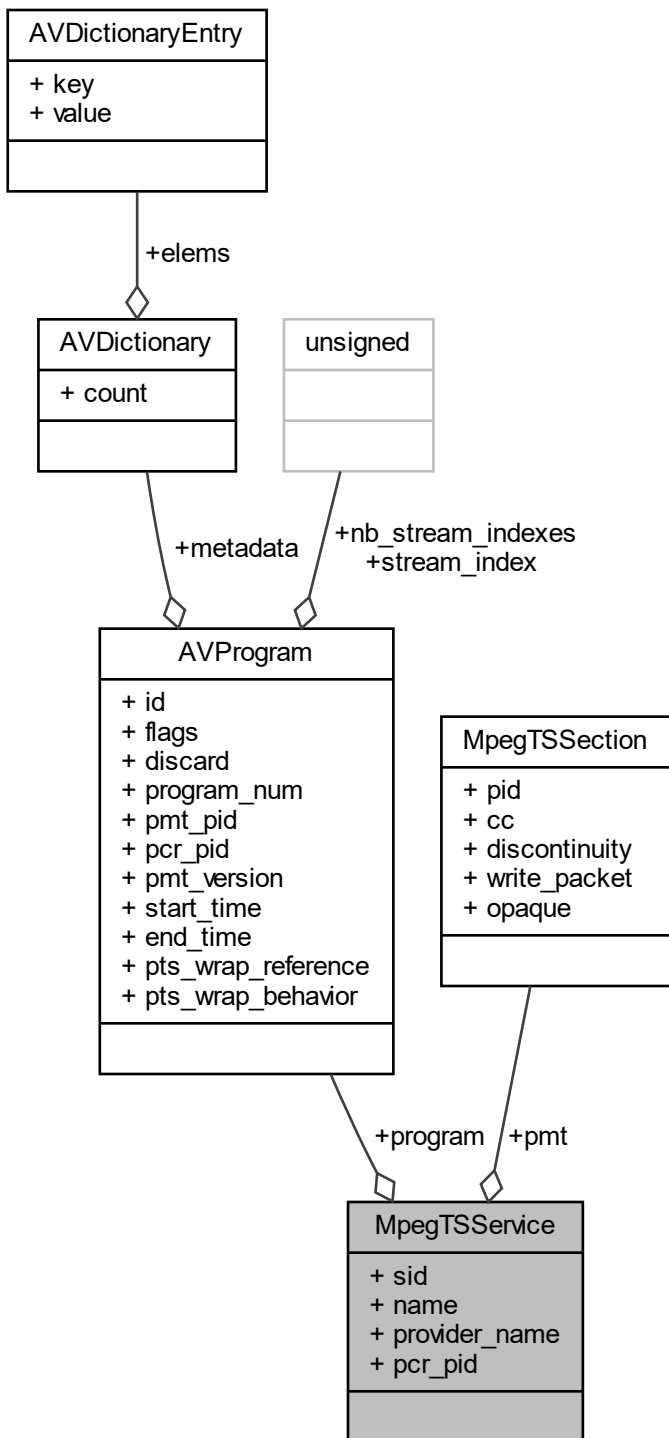 AVDictionaryEntry
+ key
+ value
+elems
AVDictionary
+ count
unsigned
+metadata
+nb_stream_indexes
+stream_index
AVProgram
+ id
+ flags
+ discard
+ program_num
+ pmt_pid
+ pcr_pid
+ pmt_version
+ start_time
+ end_time
+ pts_wrap_reference
+ pts_wrap_behavior
MpegTSSection
+ pid
+ cc
+ discontinuity
+ write_packet
+ opaque
+program
+pmt
MpegTSService
+ sid
+ name
+ provider_name
+ pcr_pid